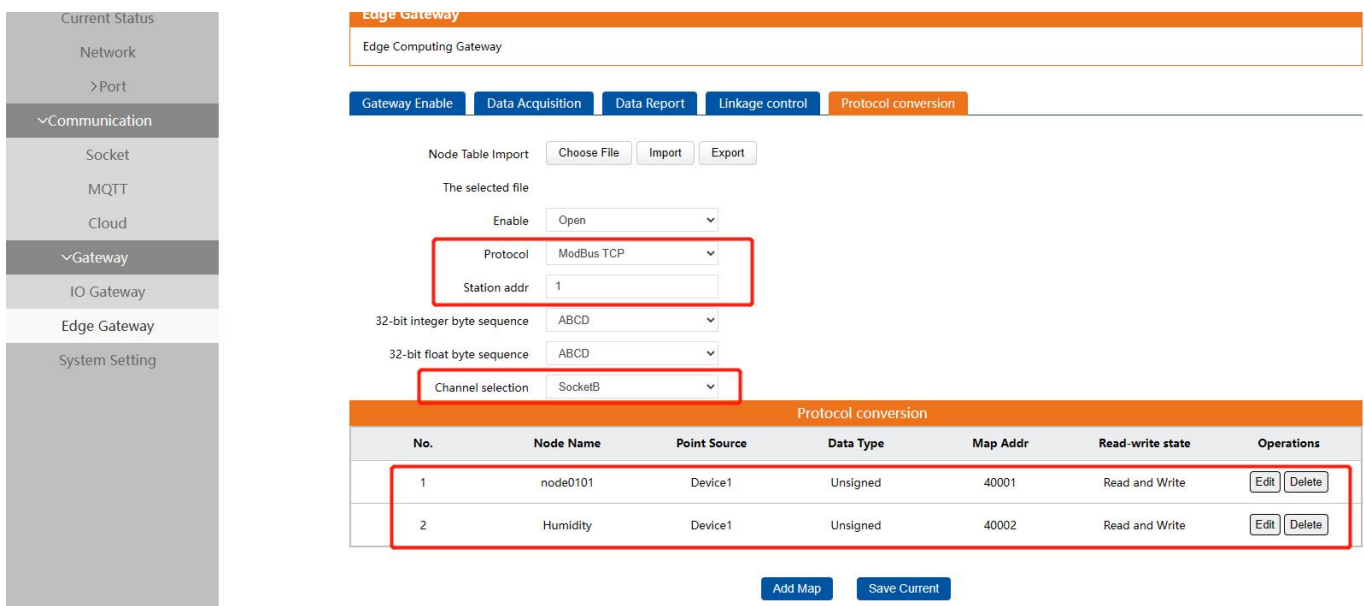 Current Status
Network
>Port
Communication
Socket
MQTT
Cloud
Gateway
IO Gateway
Edge Gateway
System Setting
Edge Gateway
Edge Computing Gateway
Gateway Enable Data Acquisition Data Report Linkage control Protocol conversion
Node Table Import Choose File Import Export
The selected file
Enable Open
Protocol ModBus TCP
Station addr 1
32-bit integer byte sequence ABCD
32-bit float byte sequence ABCD
Channel selection SocketB
Protocol conversion
No. Node Name Point Source Data Type Map Addr Read-write state Operations
1 node0101 Device1 Unsigned 40001 Read and Write Edit Delete
2 Humidity Device1 Unsigned 40002 Read and Write Edit Delete
Add Map Save Current